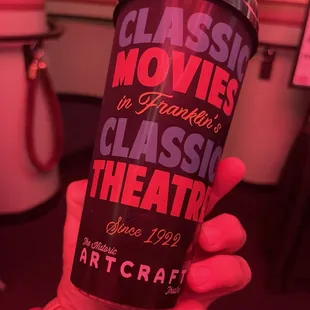 CLASSIC
MOVIES
in Franklin's
CLASSIC
THEATRE
Since 1922
The Historic
ARTCRAFT